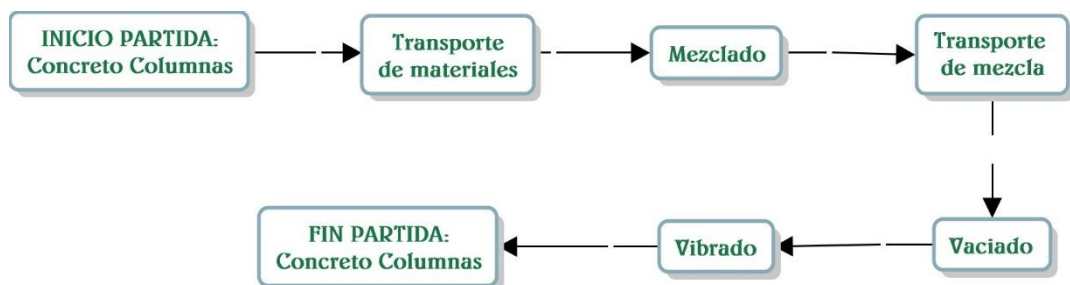 INICIO PARTIDA:
Concreto Columnas
Transporte
de materiales
Mezclado
Transporte
de mezcla
Vaciado
Vibrado
FIN PARTIDA:
Concreto Columnas